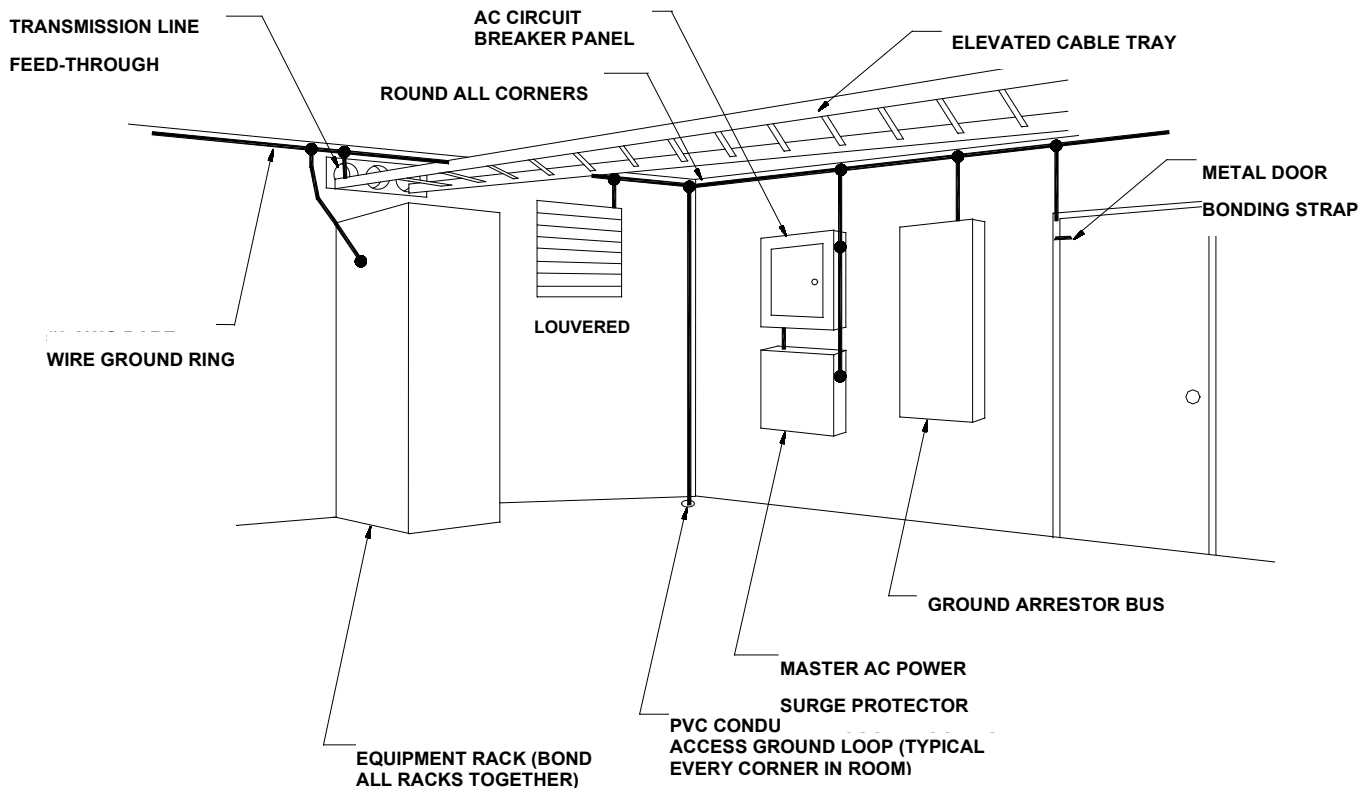 TRANSMISSION LINE
FEED-THROUGH
AC CIRCUIT
BREAKER PANEL
ELEVATED CABLE TRAY
ROUND ALL CORNERS
METAL DOOR
BONDING STRAP
LOUVERED
WIRE GROUND RING
GROUND ARRESTOR BUS
MASTER AC POWER
SURGE PROTECTOR
PVC CONDU
ACCESS GROUND LOOP (TYPICAL
EVERY CORNER IN ROOM)
EQUIPMENT RACK (BOND
ALL RACKS TOGETHER)